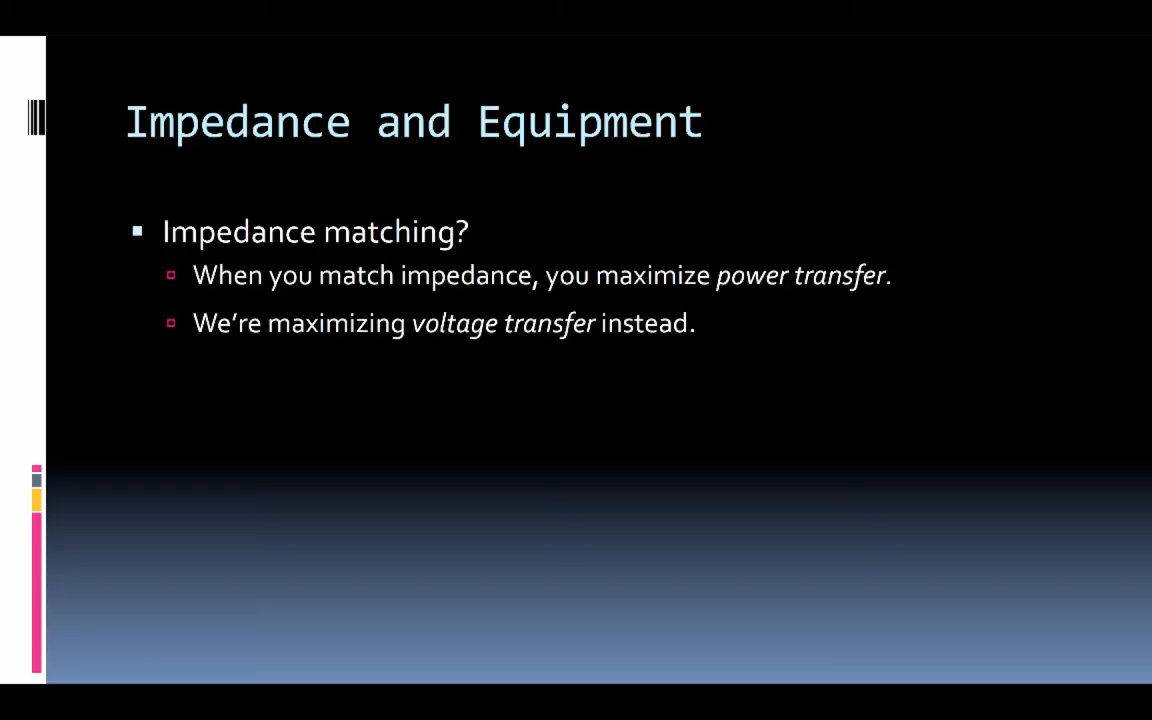 Impedance and Equipment
Impedance matching?
When you match impedance, you maximize power transfer.
We're maximizing voltage transfer instead.